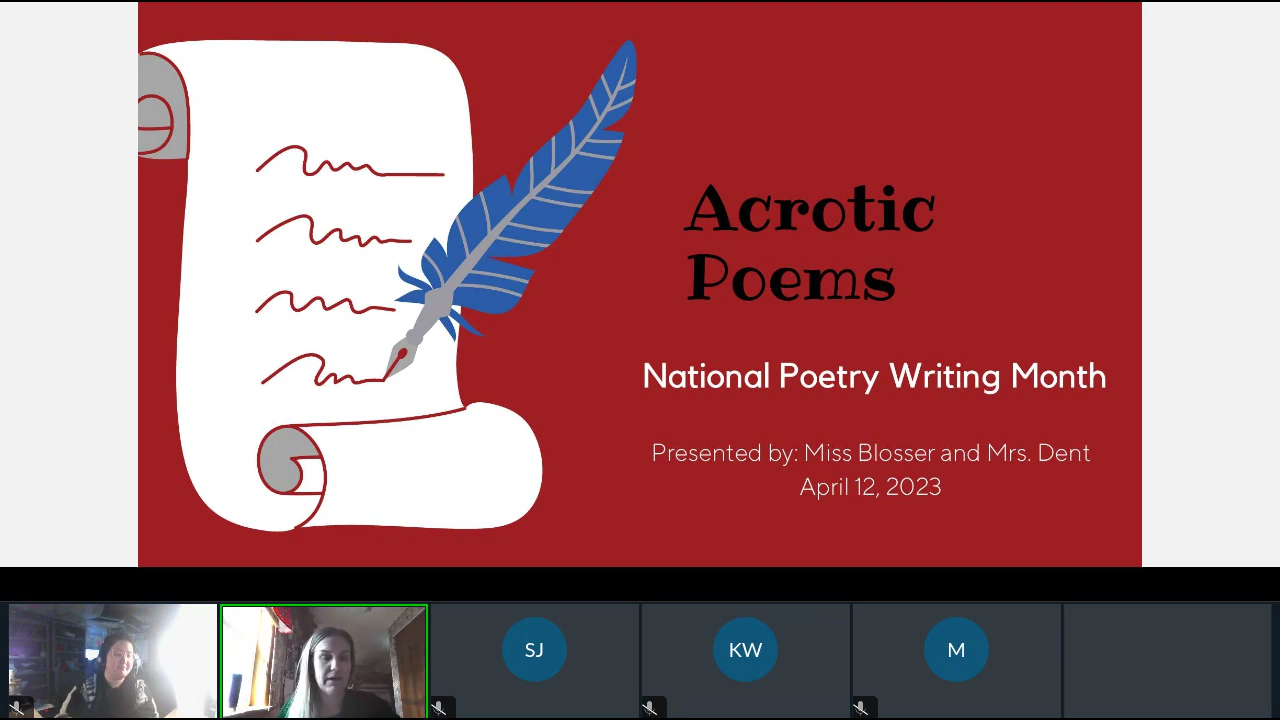 Acrotic
Poems
National Poetry Writing Month
Presented by: Miss Blosser and Mrs. Dent
April 12, 2023
SJ
KW
M